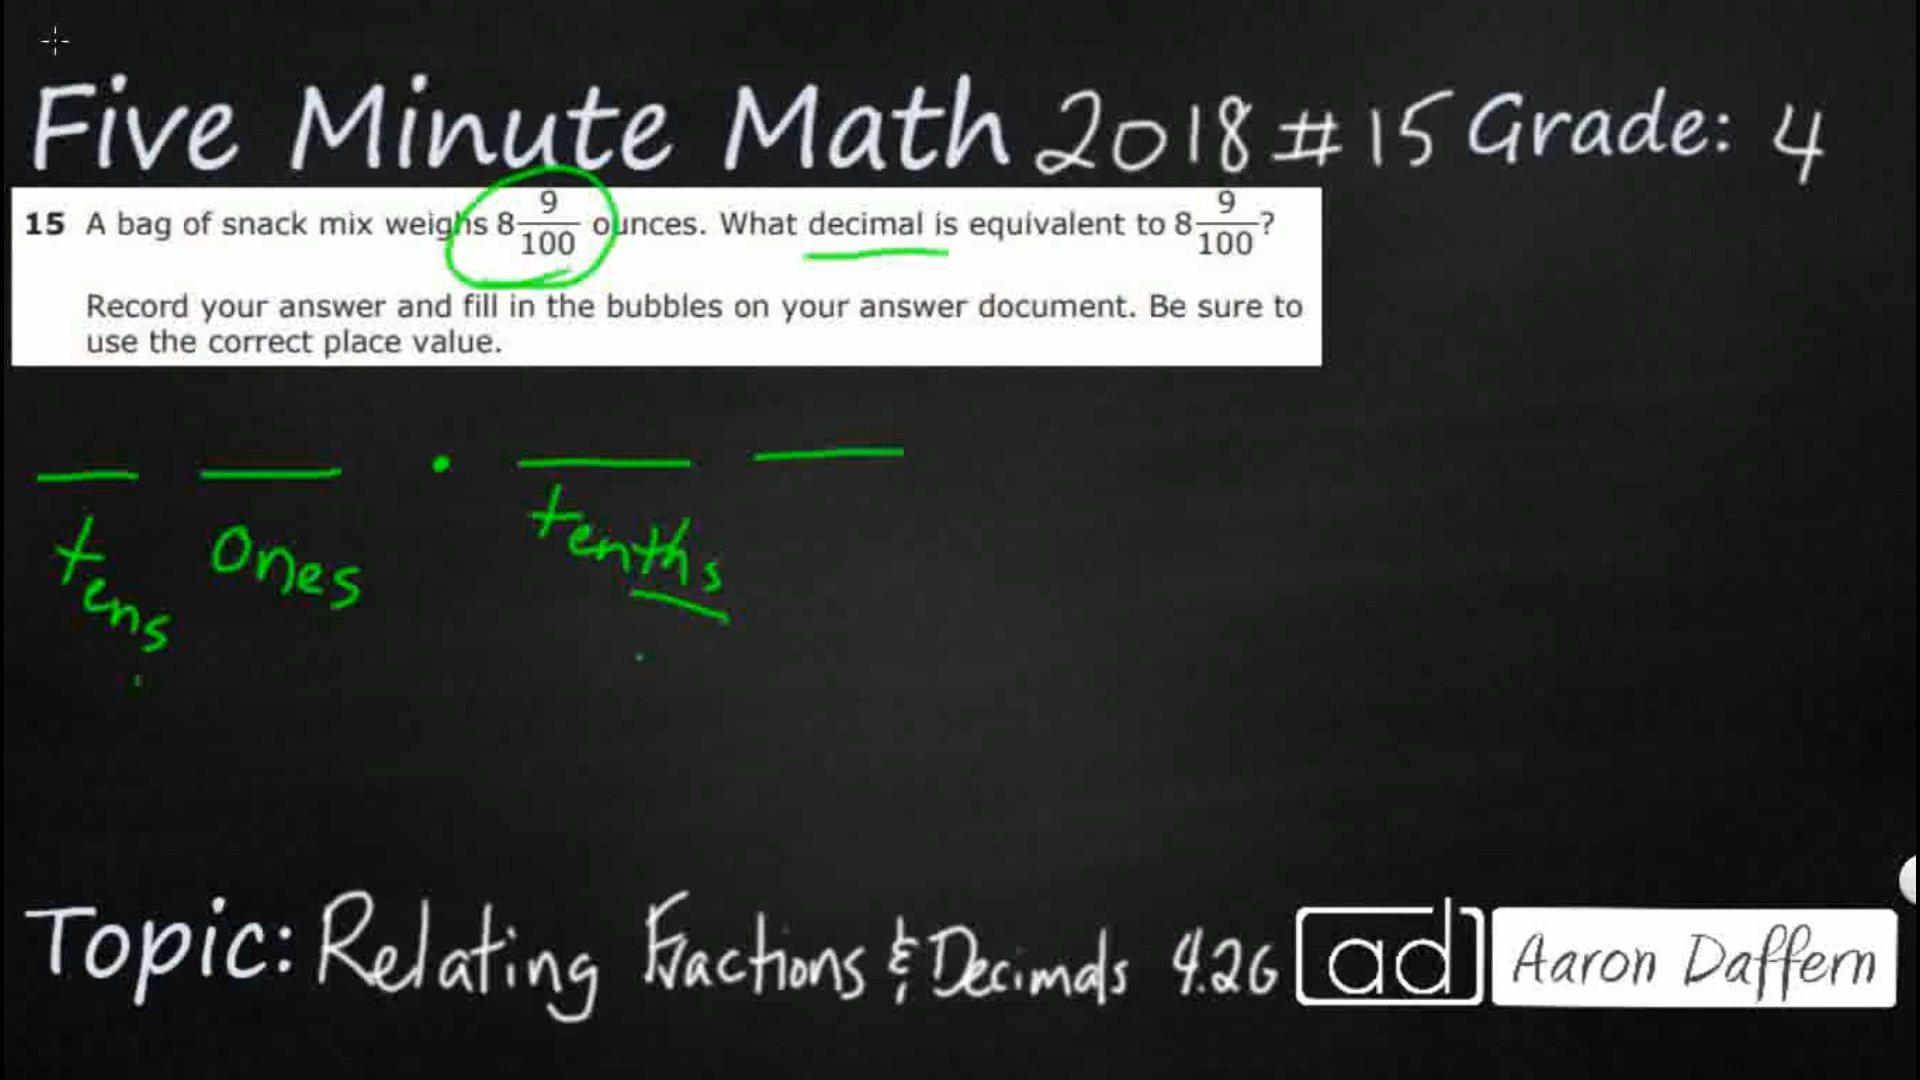 Five Minute Math 2018 #15 Grade: 4
15 A bag of snack mix weighs 8 9/100 ounces. What decimal is equivalent to 8 9/100?
Record your answer and fill in the bubbles on your answer document. Be sure to
use the correct place value.
tens ones . tenths
Topic: Relating Fractions & Decimals 4.2G ad Aaron Daffern